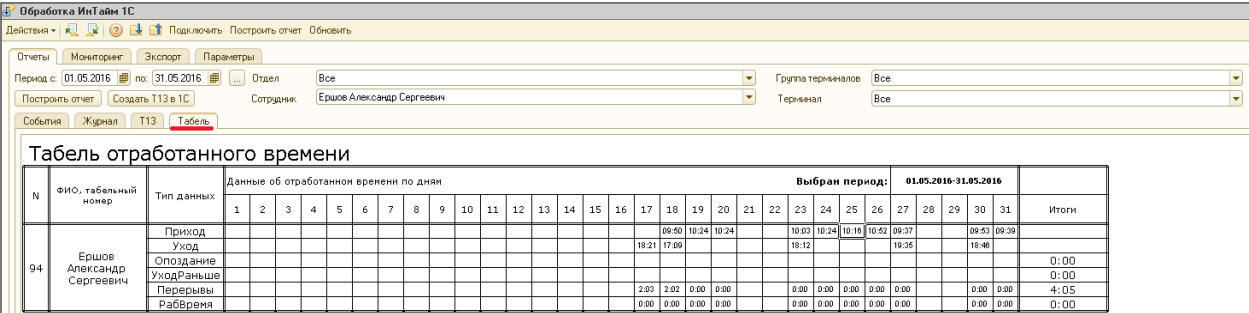 Обработка ИнТайм 1С
Действия Подключить Построить отчет Обновить
Отчеты Мониторинг Экспорт Параметры
Период с: 01.05.2016 по: 31.05.2016 ... Отдел Все Группа терминалов Все
Построить отчет Создать Т13 в 1С Сотрудник Ершов Александр Сергеевич Терминал Все
События Журнал Т13 Табель
Табель отработанного времени
N ФИО, табельный номер Тип данных Данные об отработанном времени по дням Выбран период: 01.05.2016-31.05.2016
1 2 3 4 5 6 7 8 9 10 11 12 13 14 15 16 17 18 19 20 21 22 23 24 25 26 27 28 29 30 31 Итоги
94 Ершов Александр Сергеевич
Приход 09:50 10:24 10:24 10:03 10:24 10:16 10:52 09:37 09:53 09:39
Уход 18:21 17:09 18:12 19:35 18:46
Опоздание 0:00
УходРаньше 0:00
Перерывы 2:03 2:02 0:00 0:00 0:00 0:00 0:00 0:00 0:00 0:00 0:00 4:05
РабВремя 0:00 0:00 0:00 0:00 0:00 0:00 0:00 0:00 0:00 0:00 0:00 0:00